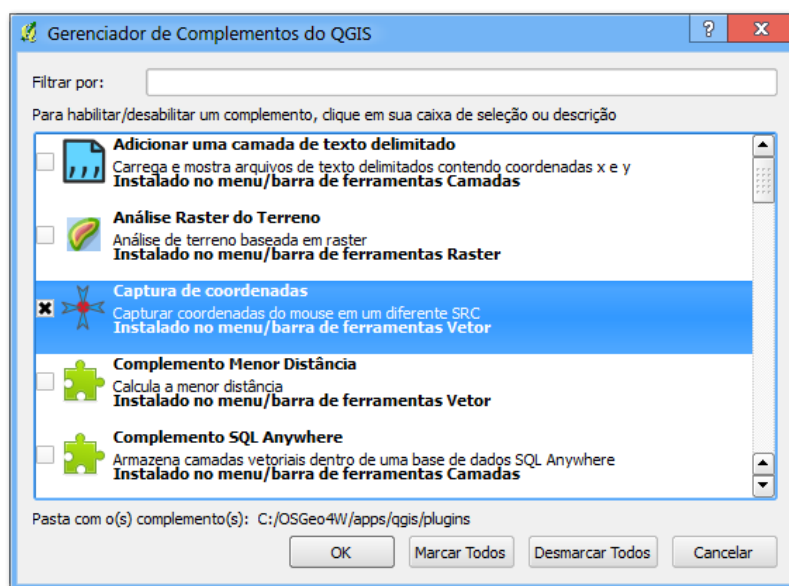 Gerenciador de Complementos do QGIS
? x
Filtrar por:
Para habilitar/desabilitar um complemento, clique em sua caixa de seleção ou descrição
Adicionar uma camada de texto delimitado
Carrega e mostra arquivos de texto delimitados contendo coordenadas x e y
Instalado no menu/barra de ferramentas Camadas
Análise Raster do Terreno
Análise de terreno baseada em raster
Instalado no menu/barra de ferramentas Raster
Captura de coordenadas
Capturar coordenadas do mouse em um diferente SRC
Instalado no menu/barra de ferramentas Vetor
Complemento Menor Distância
Calcula a menor distância
Instalado no menu/barra de ferramentas Vetor
Complemento SQL Anywhere
Armazena camadas vetoriais dentro de uma base de dados SQL Anywhere
Instalado no menu/barra de ferramentas Camadas
Pasta com o(s) complemento(s): C:/OSGeo4W/apps/qgis/plugins
OK Marcar Todos Desmarcar Todos Cancelar